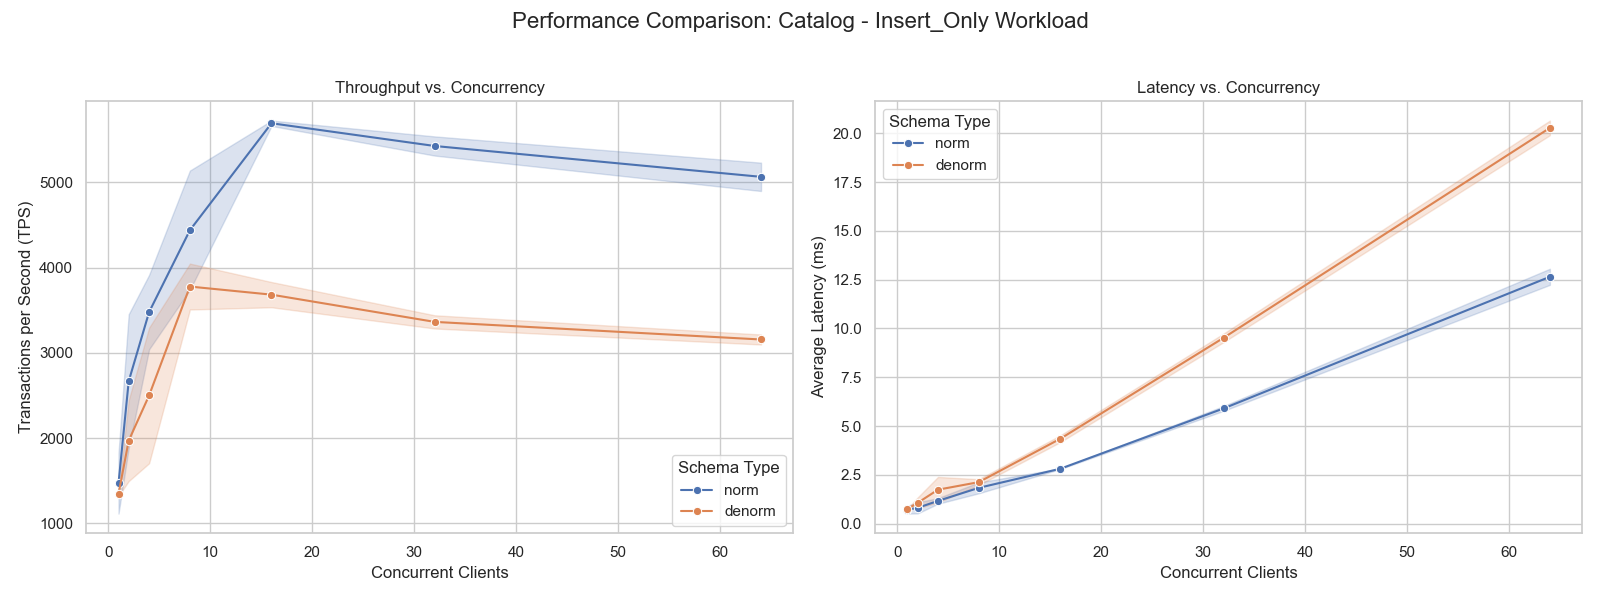 Performance Comparison: Catalog - Insert_Only Workload
Throughput vs. Concurrency
Transactions per Second (TPS)
5000
4000
3000
2000
1000
0
10
20
30
40
50
60
Concurrent Clients
Schema Type
norm
denorm
Latency vs. Concurrency
Average Latency (ms)
20.0
17.5
15.0
12.5
10.0
7.5
5.0
2.5
0.0
0
10
20
30
40
50
60
Concurrent Clients
Schema Type
norm
denorm